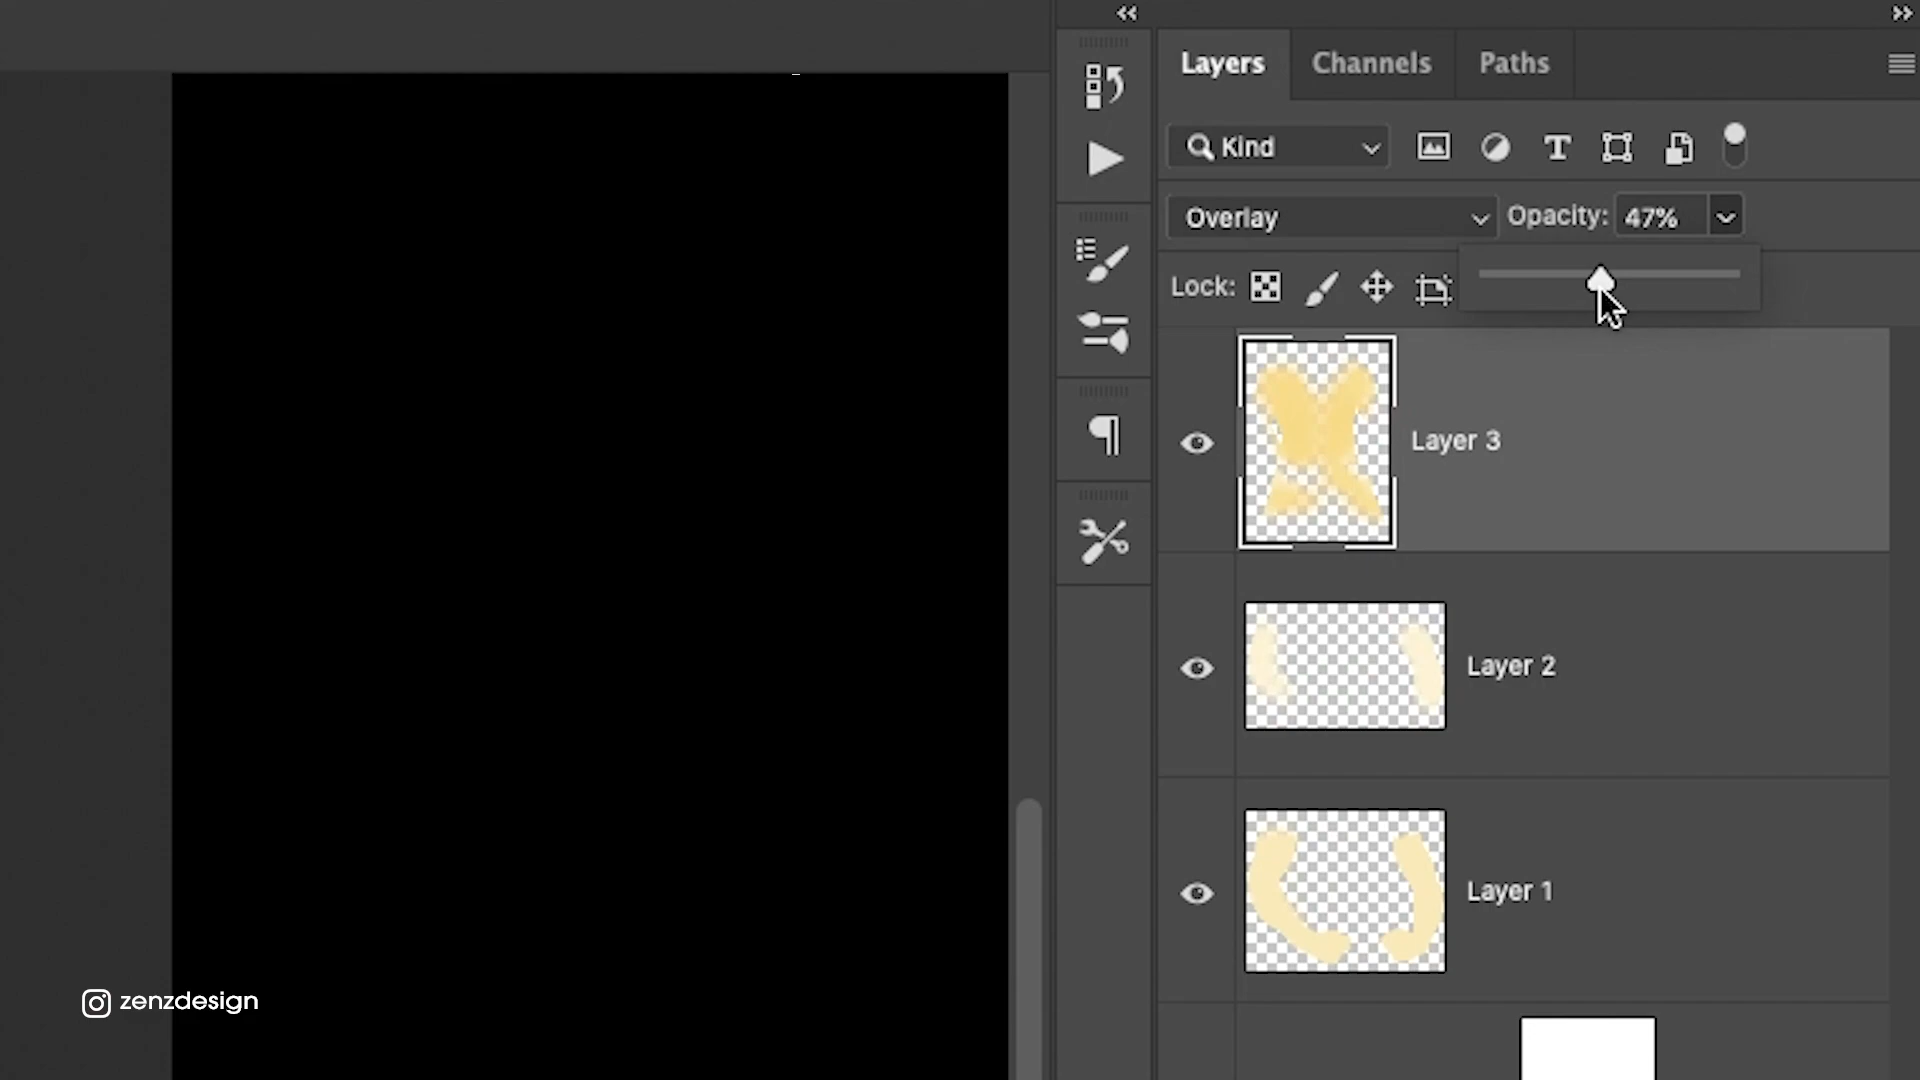 Layers Channels Paths
Kind
Overlay Opacity: 47%
Lock:
Layer 3
Layer 2
Layer 1
zenzdesign